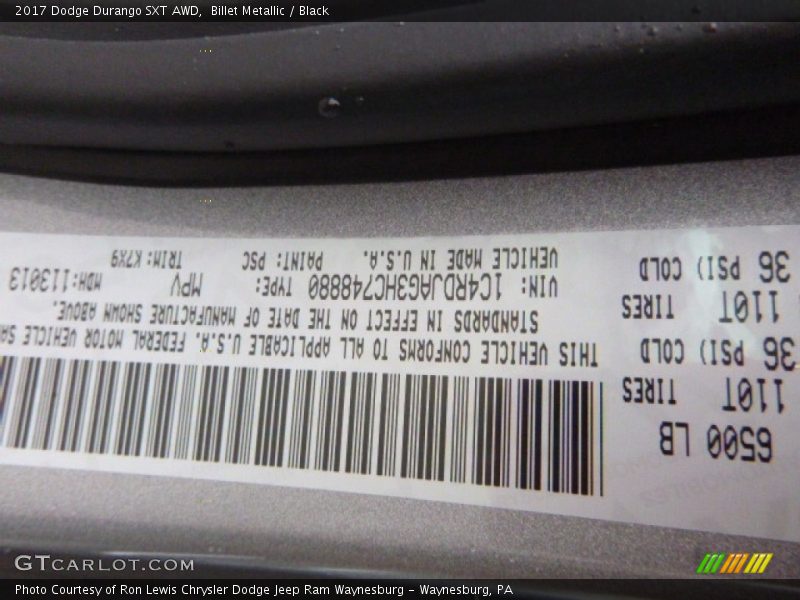 2017 Dodge Durango SXT AWD,  Billet Metallic / Black
6500 LB
110T TIRES
36 PSI) COLD
110T TIRES
36 PSI) COLD
THIS VEHICLE CONFORMS TO ALL APPLICABLE U.S.A. FEDERAL MOTOR VEHICLE SA
STANDARDS IN EFFECT ON THE DATE OF MANUFACTURE SHOWN ABOVE.
VIN: 1C4RDJAG3HC748880 TYPE: MPV MDH:113013
VEHICLE MADE IN U.S.A. PAINT: PSC TRIM: K7X9
GTCARLOT.COM
Photo Courtesy of Ron Lewis Chrysler Dodge Jeep Ram Waynesburg – Waynesburg, PA